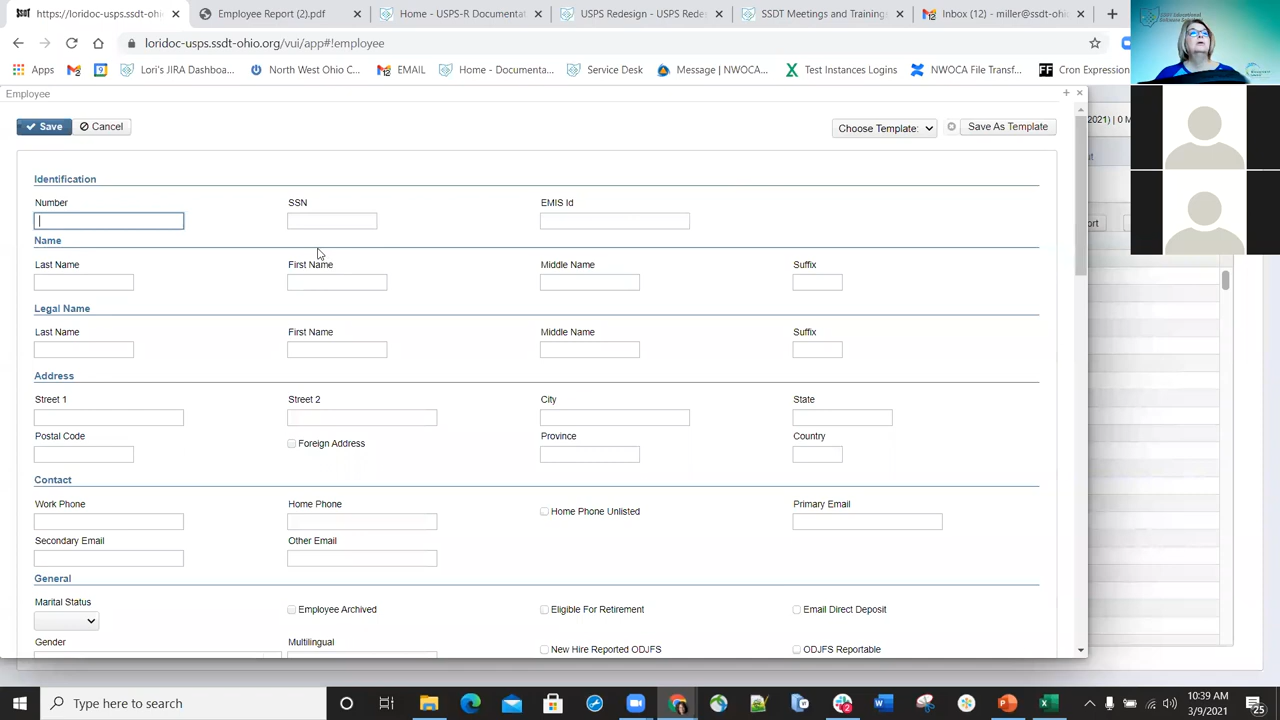 https://loridoc-usps.ssdt-ohio.org
Employee Report (2).pdf
Home - USPS-Documentat
USPS Redesign - USPS Rede
SSDT Meetings and Trainings
Inbox (12) - miller@ssdt-oh
loridoc-usps.ssdt-ohio.org/vui/app#!employee
Apps
Lori's JIRA Dashboa...
North West Ohio C...
EMAIL
Home - Documenta...
Service Desk
Message | NWOCA...
Test Instances Logins
NWOCA File Transf...
Cron Expression
Employee
Save Cancel Choose Template: Save As Template
2021) | 0 M
Identification
Number SSN EMIS Id
Name
Last Name First Name Middle Name Suffix
Legal Name
Last Name First Name Middle Name Suffix
Address
Street 1 Street 2 City State
Postal Code Foreign Address Province Country
Contact
Work Phone Home Phone Home Phone Unlisted Primary Email
Secondary Email Other Email
General
Marital Status Employee Archived Eligible For Retirement Email Direct Deposit
Gender Multilingual New Hire Reported ODJFS ODJFS Reportable
Type here to search
10:39 AM
3/9/2021
25